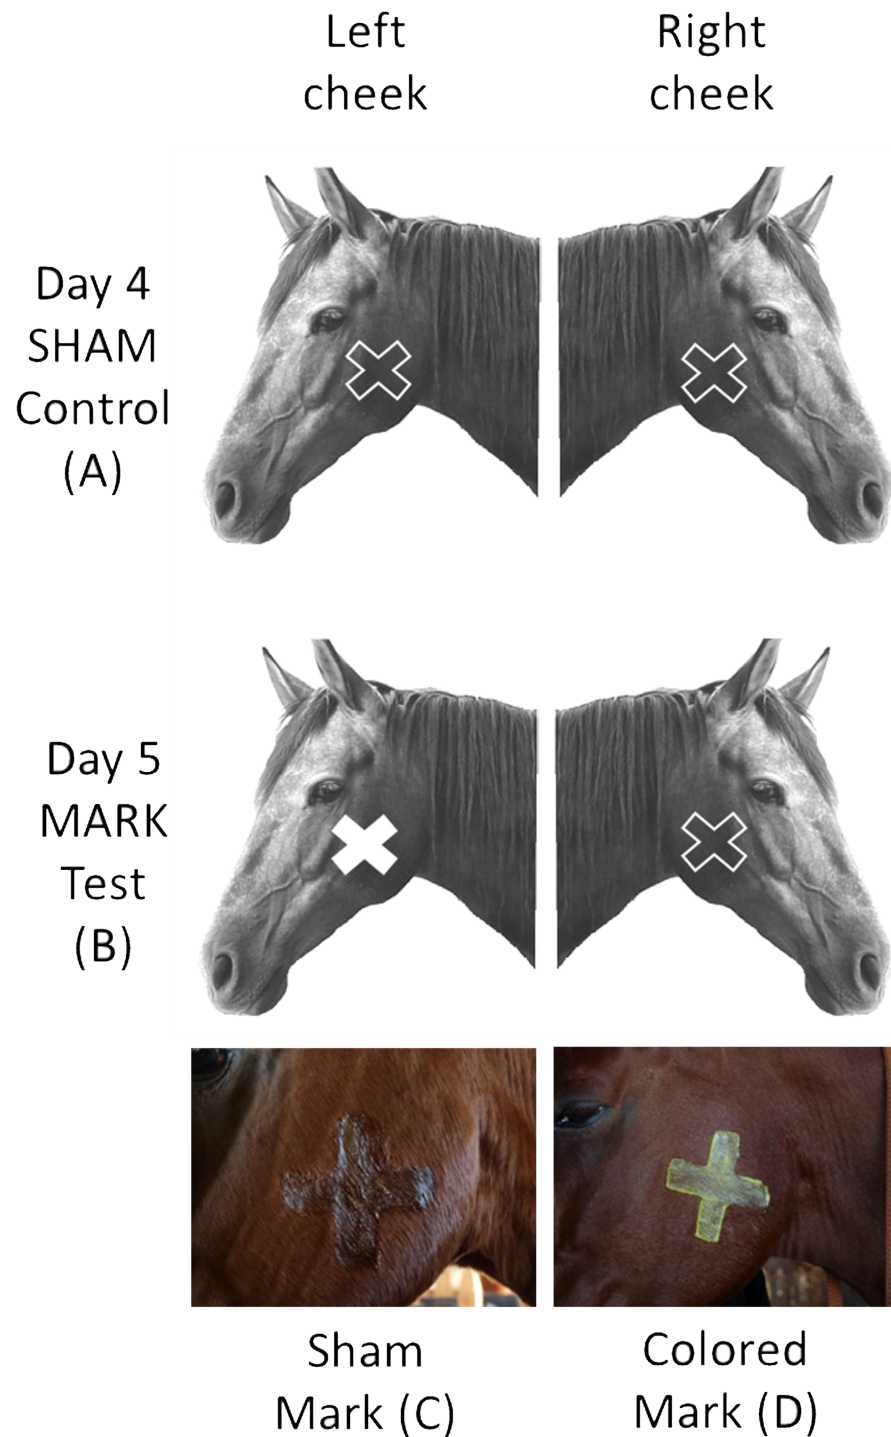 Left
cheek
Right
cheek
Day 4
SHAM
Control
(A)
Day 5
MARK
Test
(B)
Sham
Mark (C)
Colored
Mark (D)